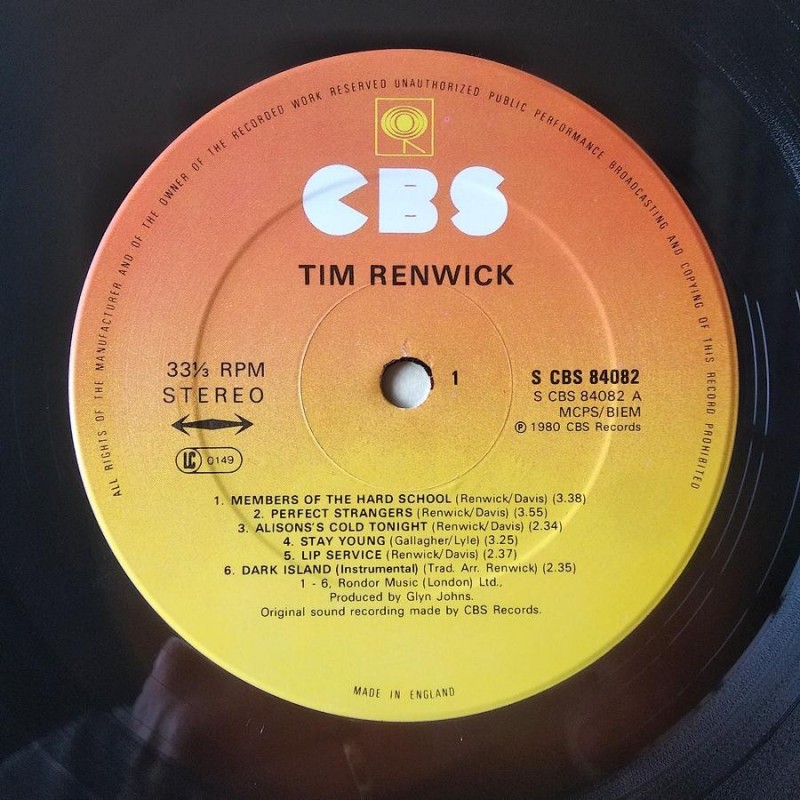 ALL RIGHTS OF THE MANUFACTURER AND OF THE OWNER OF THE RECORDED WORK RESERVED UNAUTHORIZED PUBLIC PERFORMANCE BROADCASTING AND COPYING OF THIS RECORD PROHIBITED
CBS
TIM RENWICK
33⅓ RPM
STEREO
LC 0149
1
S CBS 84082
S CBS 84082 A
MCPS/BIEM
℗ 1980 CBS Records
1. MEMBERS OF THE HARD SCHOOL (Renwick/Davis) (3.38)
2. PERFECT STRANGERS (Renwick/Davis) (3.55)
3. ALISONS'S COLD TONIGHT (Renwick/Davis) (2.34)
4. STAY YOUNG (Gallagher/Lyle) (3.25)
5. LIP SERVICE (Renwick/Davis) (2.37)
6. DARK ISLAND (Instrumental) (Trad. Arr. Renwick) (2.35)
1 - 6, Rondor Music (London) Ltd.,
Produced by Glyn Johns.
Original sound recording made by CBS Records.
MADE IN ENGLAND